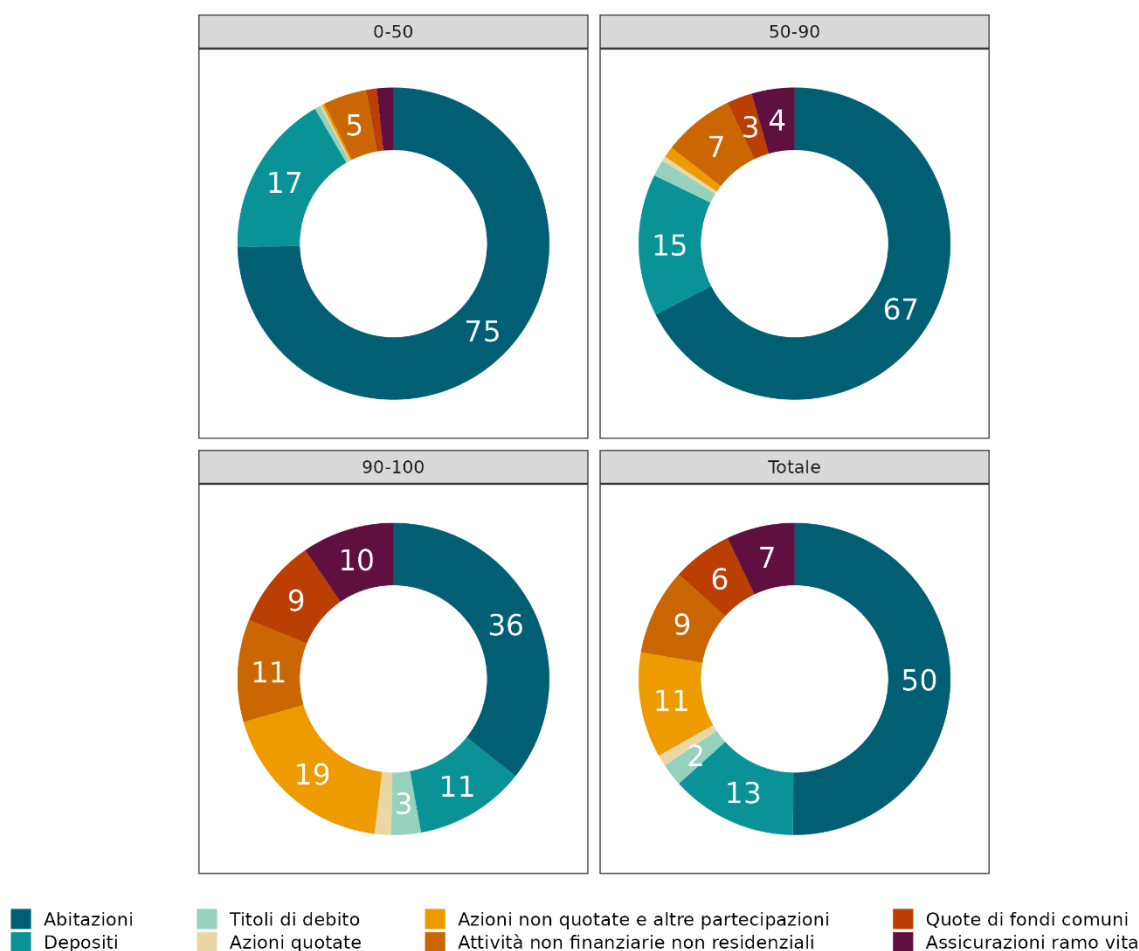 0-50
50-90
5
17
75
7
3
4
15
67
90-100
Totale
10
9
36
11
19
3
11
7
6
9
50
11
2
13
Abitazioni
Titoli di debito
Azioni non quotate e altre partecipazioni
Quote di fondi comuni
Depositi
Azioni quotate
Attività non finanziarie non residenziali
Assicurazioni ramo vita